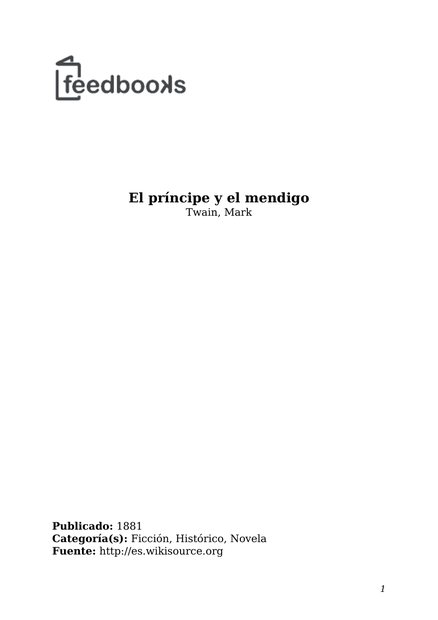 feedbooks
El príncipe y el mendigo
Twain, Mark
Publicado: 1881
Categoría(s): Ficción, Histórico, Novela
Fuente: http://es.wikisource.org
1